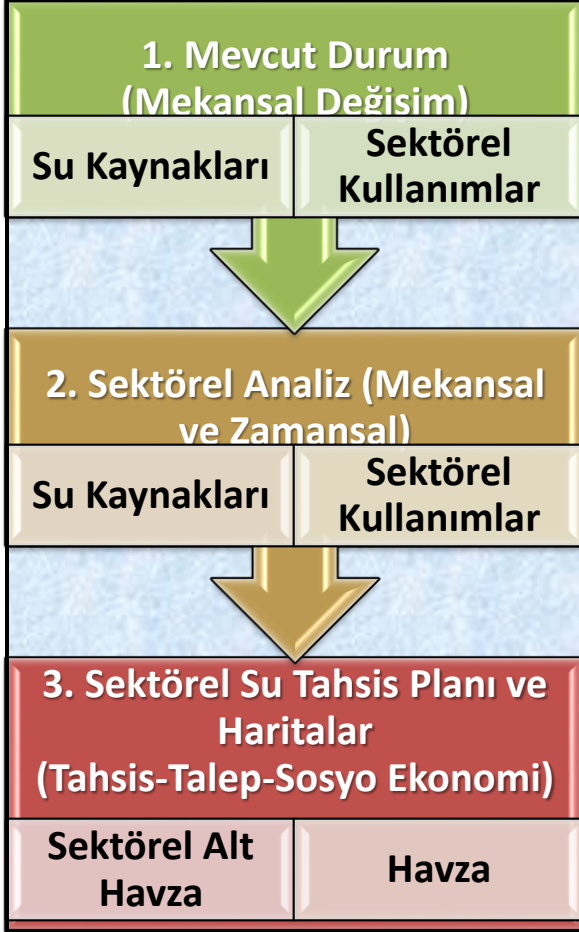 1. Mevcut Durum
(Mekansal Değişim)
Su Kaynakları
Sektörel
Kullanımlar
2. Sektörel Analiz (Mekansal
ve Zamansal)
Su Kaynakları
Sektörel
Kullanımlar
3. Sektörel Su Tahsis Planı ve
Haritalar
(Tahsis-Talep-Sosyo Ekonomi)
Sektörel Alt
Havza
Havza